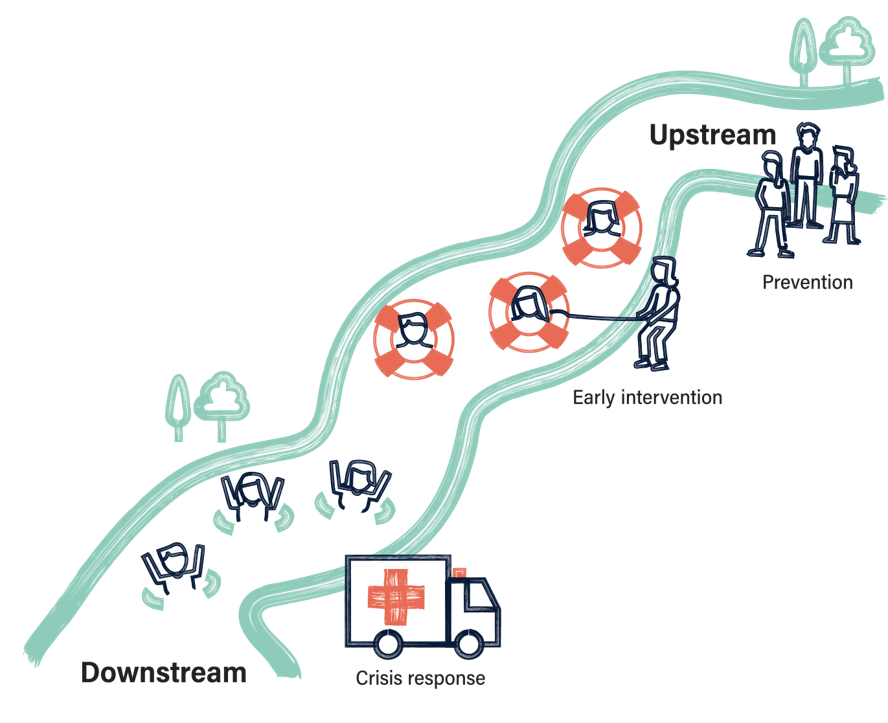 Upstream
Prevention
Early intervention
Downstream
Crisis response